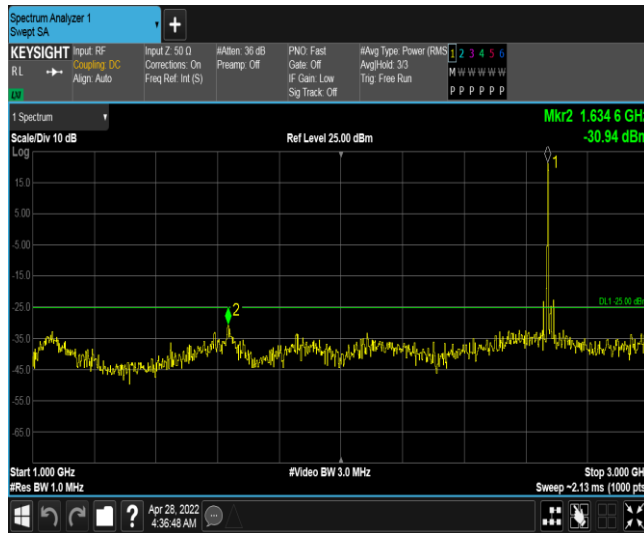 Spectrum Analyzer 1
Swept SA
+
KEYSIGHT
RL
LXI
Input: RF
Coupling: DC
Align: Auto
Input Z: 50 Ω
Corrections: On
Freq Ref: Int (S)
#Atten: 36 dB
Preamp: Off
PNO: Fast
Gate: Off
IF Gain: Low
Sig Track: Off
#Avg Type: Power (RMS
Avg|Hold: 3/3
Trig: Free Run
1 2 3 4 5 6
M W W W W W
P P P P P P
1 Spectrum
Mkr2 1.634 6 GHz
Scale/Div 10 dB
Ref Level 25.00 dBm
-30.94 dBm
Log
1
15.0
5.00
-5.00
-15.0
-25.0
DL1 -25.00 dBm
2
-35.0
-45.0
-55.0
-65.0
Start 1.000 GHz
#Video BW 3.0 MHz
Stop 3.000 GHz
#Res BW 1.0 MHz
Sweep ~2.13 ms (1000 pts)
?
Apr 28, 2022
4:36:48 AM